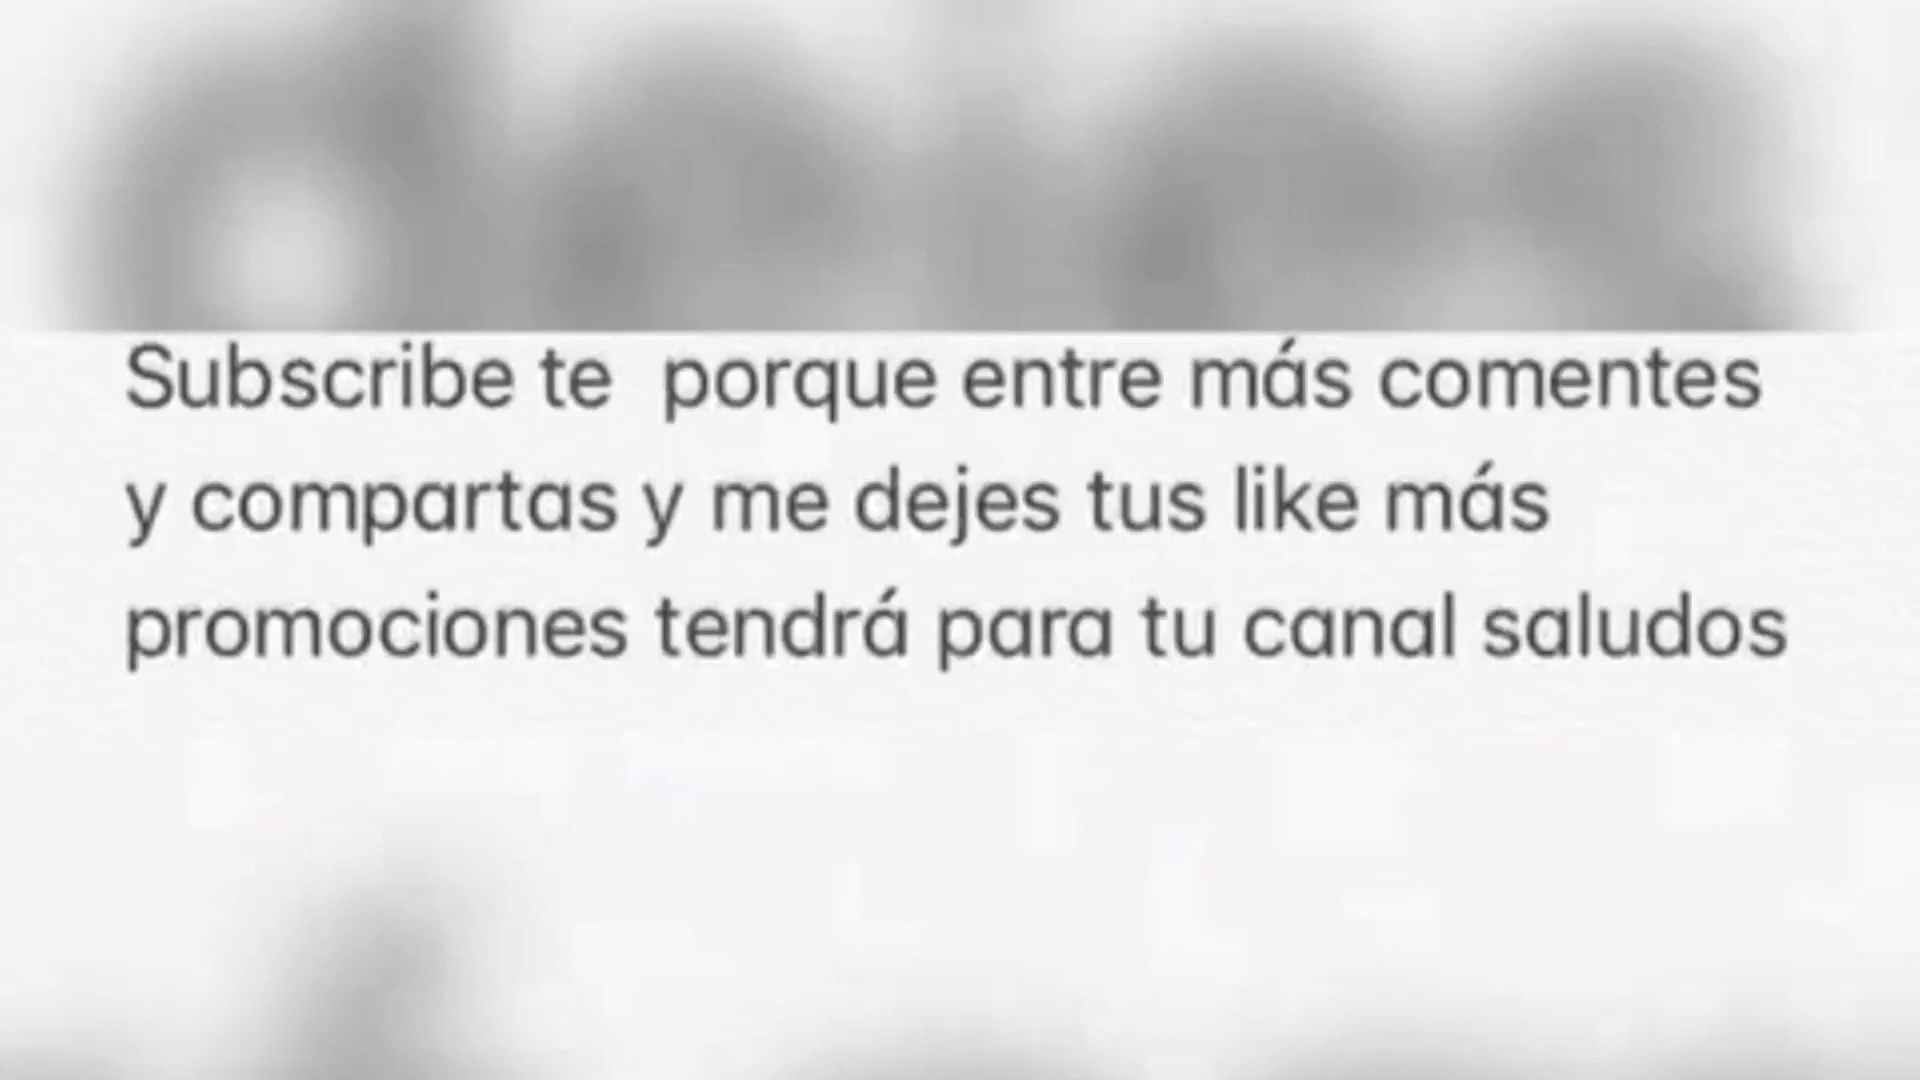 Subscribe te  porque entre más comentes
y compartas y me dejes tus like más
promociones tendrá para tu canal saludos